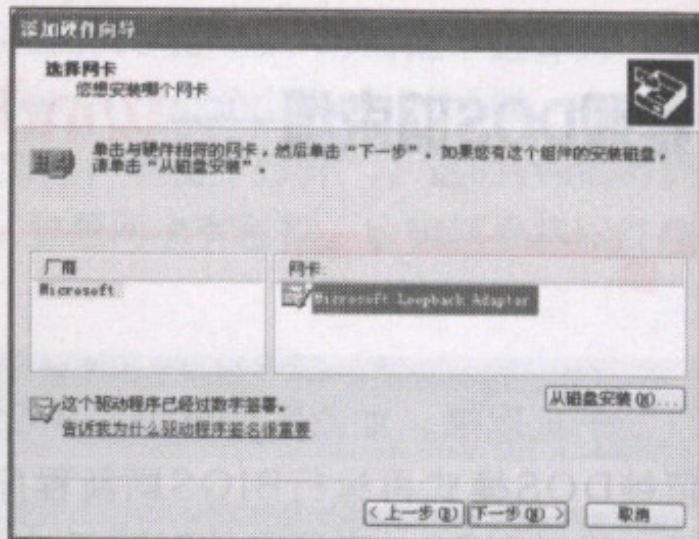 添加硬件向导
选择网卡
您想安装哪个网卡
单击与硬件相符的网卡，然后单击“下一步”。如果您有这个组件的安装磁盘，
请单击“从磁盘安装”。
厂商
Microsoft
网卡:
Microsoft Loopback Adapter
这个驱动程序已经过数字签署。
告诉我为什么驱动程序签名很重要
从磁盘安装(H)...
< 上一步(B)
下一步(N) >
取消